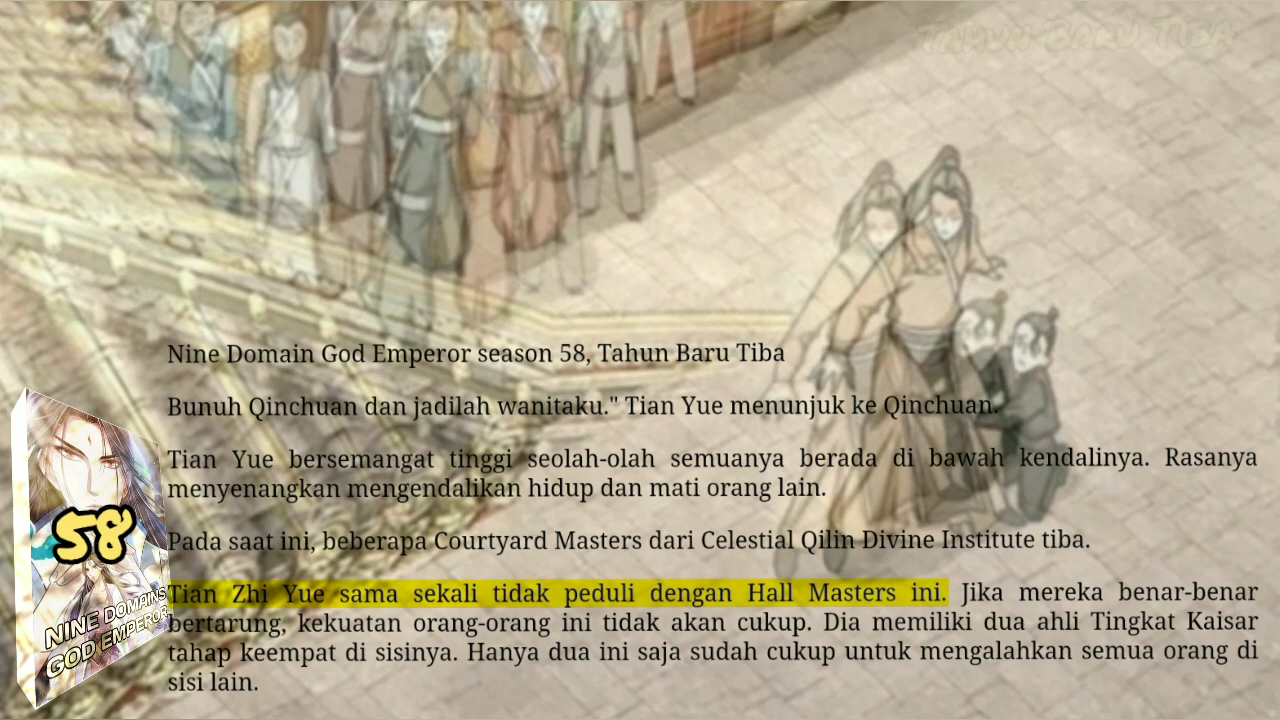 TAHUN BARU TIBA
Nine Domain God Emperor season 58, Tahun Baru Tiba
Bunuh Qinchuan dan jadilah wanitaku." Tian Yue menunjuk ke Qinchuan.
Tian Yue bersemangat tinggi seolah-olah semuanya berada di bawah kendalinya. Rasanya
menyenangkan mengendalikan hidup dan mati orang lain.
Pada saat ini, beberapa Courtyard Masters dari Celestial Qilin Divine Institute tiba.
Tian Zhi Yue sama sekali tidak peduli dengan Hall Masters ini. Jika mereka benar-benar
bertarung, kekuatan orang-orang ini tidak akan cukup. Dia memiliki dua ahli Tingkat Kaisar
tahap keempat di sisinya. Hanya dua ini saja sudah cukup untuk mengalahkan semua orang di
sisi lain.
58
NINE DOMAINS
GOD EMPEROR